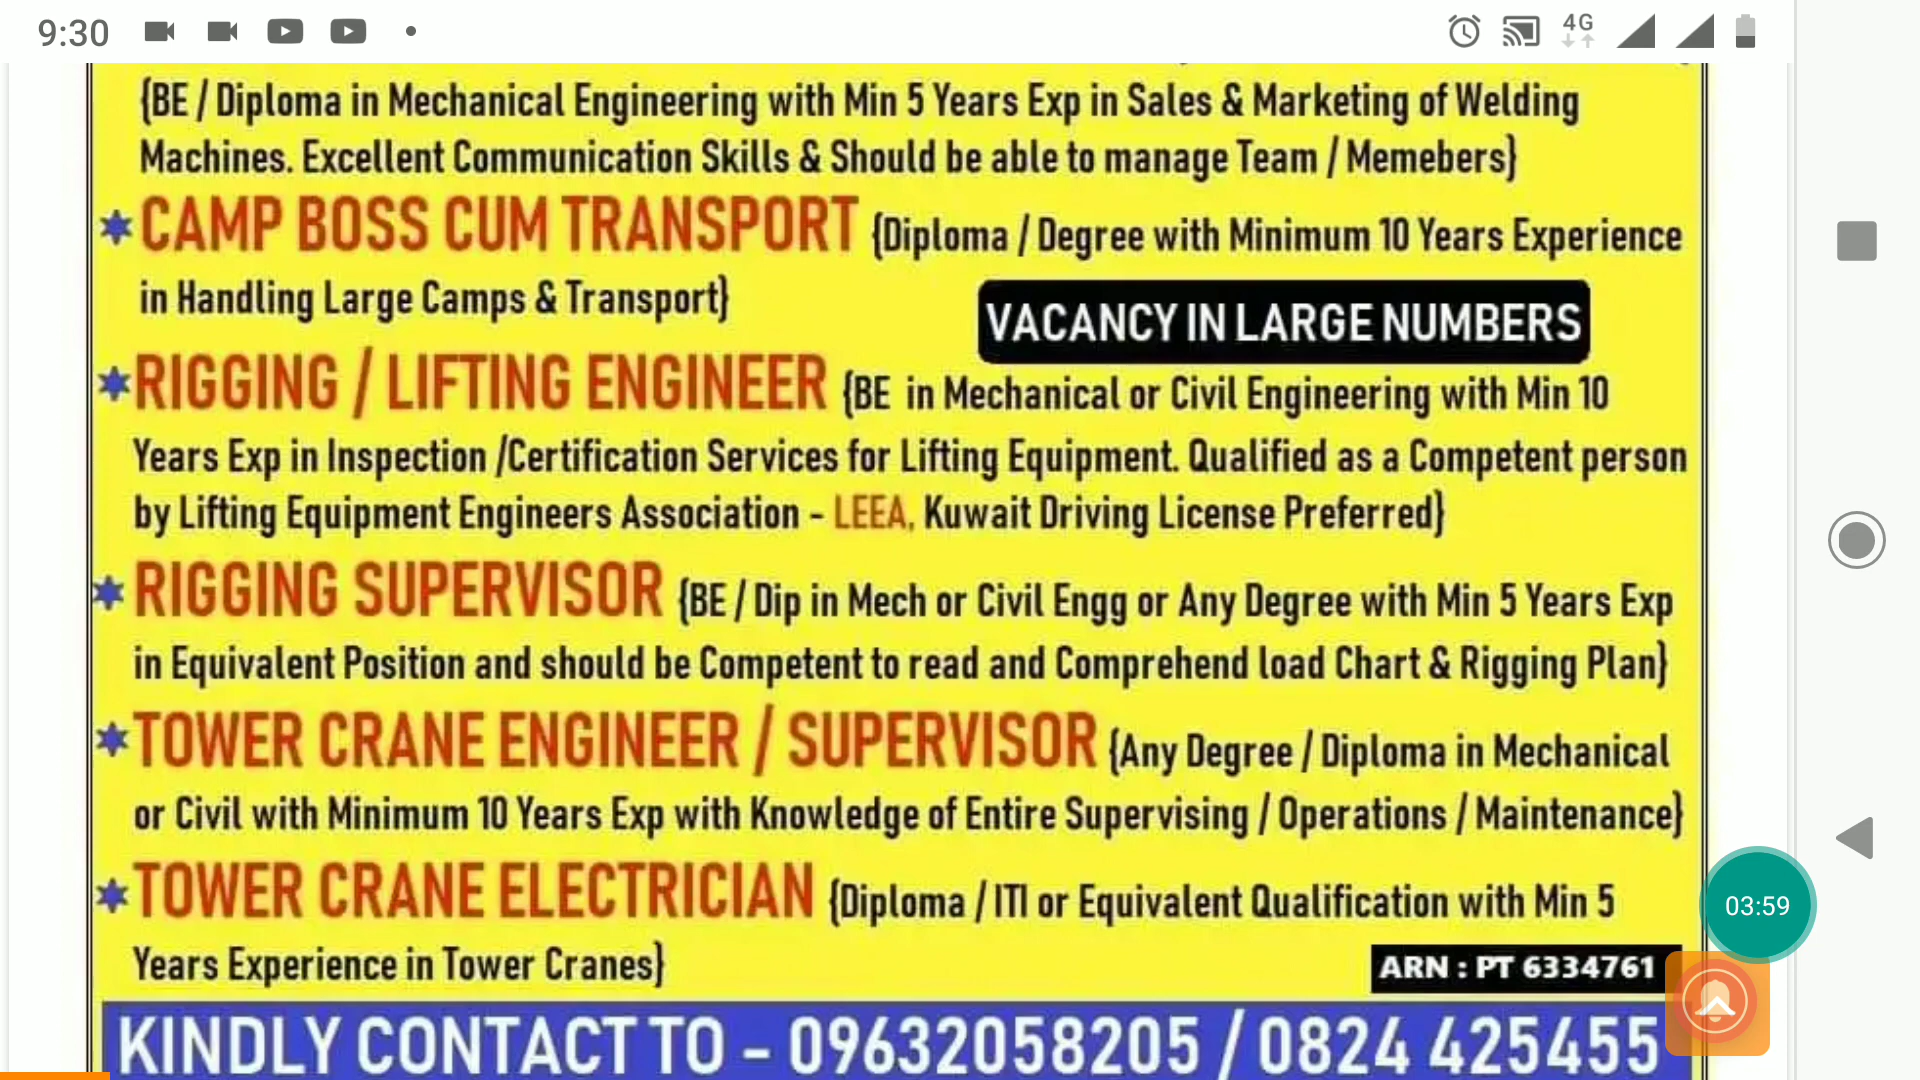 9:30
4G
{BE / Diploma in Mechanical Engineering with Min 5 Years Exp in Sales & Marketing of Welding
Machines. Excellent Communication Skills & Should be able to manage Team / Memebers}
CAMP BOSS CUM TRANSPORT {Diploma / Degree with Minimum 10 Years Experience
in Handling Large Camps & Transport}
VACANCY IN LARGE NUMBERS
RIGGING / LIFTING ENGINEER {BE in Mechanical or Civil Engineering with Min 10
Years Exp in Inspection /Certification Services for Lifting Equipment. Qualified as a Competent person
by Lifting Equipment Engineers Association - LEEA, Kuwait Driving License Preferred}
RIGGING SUPERVISOR {BE / Dip in Mech or Civil Engg or Any Degree with Min 5 Years Exp
in Equivalent Position and should be Competent to read and Comprehend load Chart & Rigging Plan}
TOWER CRANE ENGINEER / SUPERVISOR {Any Degree / Diploma in Mechanical
or Civil with Minimum 10 Years Exp with Knowledge of Entire Supervising / Operations / Maintenance}
TOWER CRANE ELECTRICIAN {Diploma / ITI or Equivalent Qualification with Min 5
Years Experience in Tower Cranes}
03:59
ARN : PT 6334761
KINDLY CONTACT TO - 09632058205 / 0824 425455